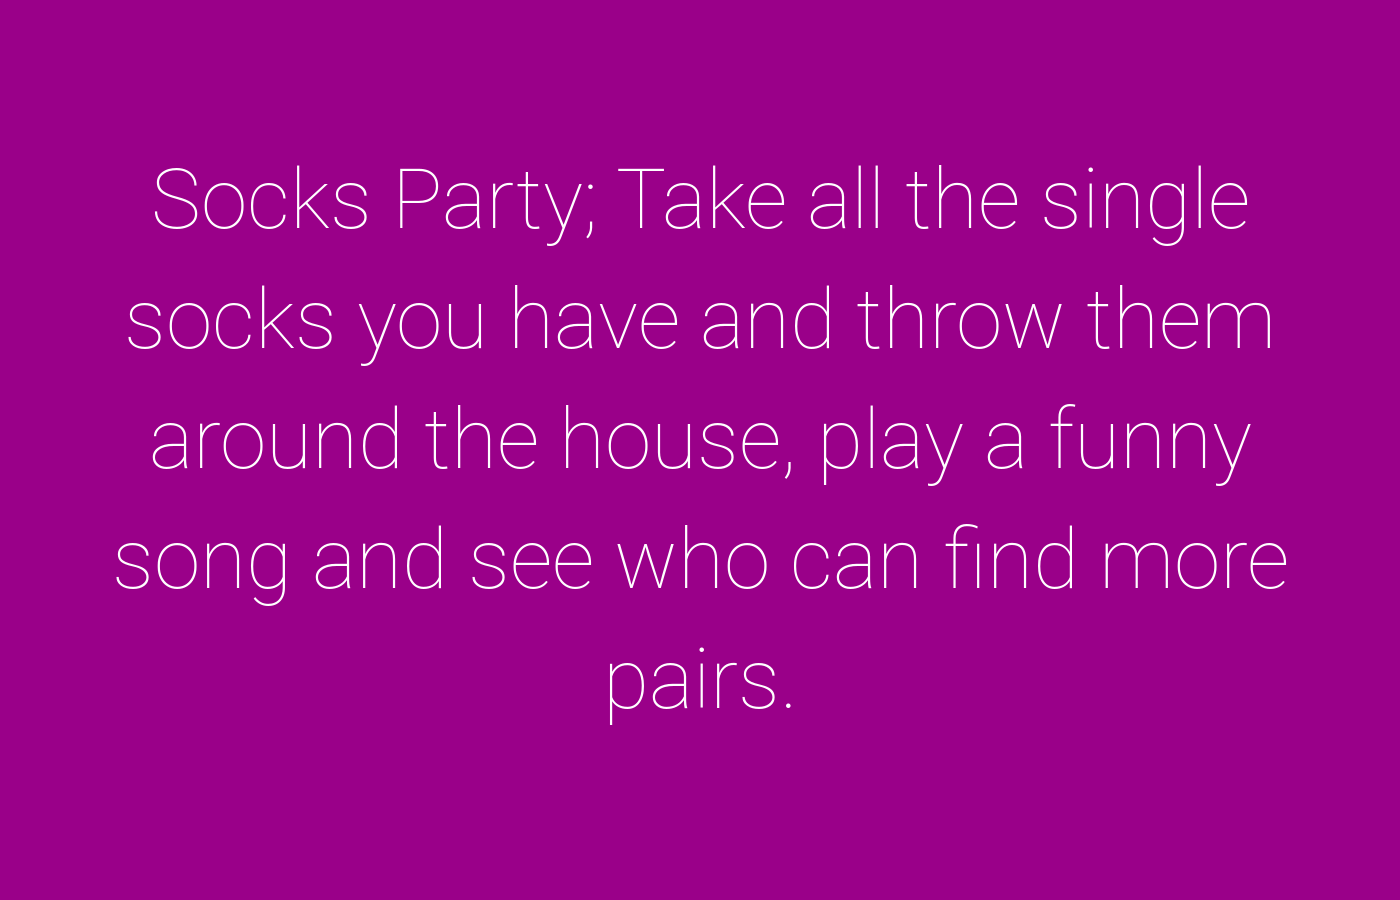 Socks Party; Take all the single
socks you have and throw them
around the house, play a funny
song and see who can find more
pairs.